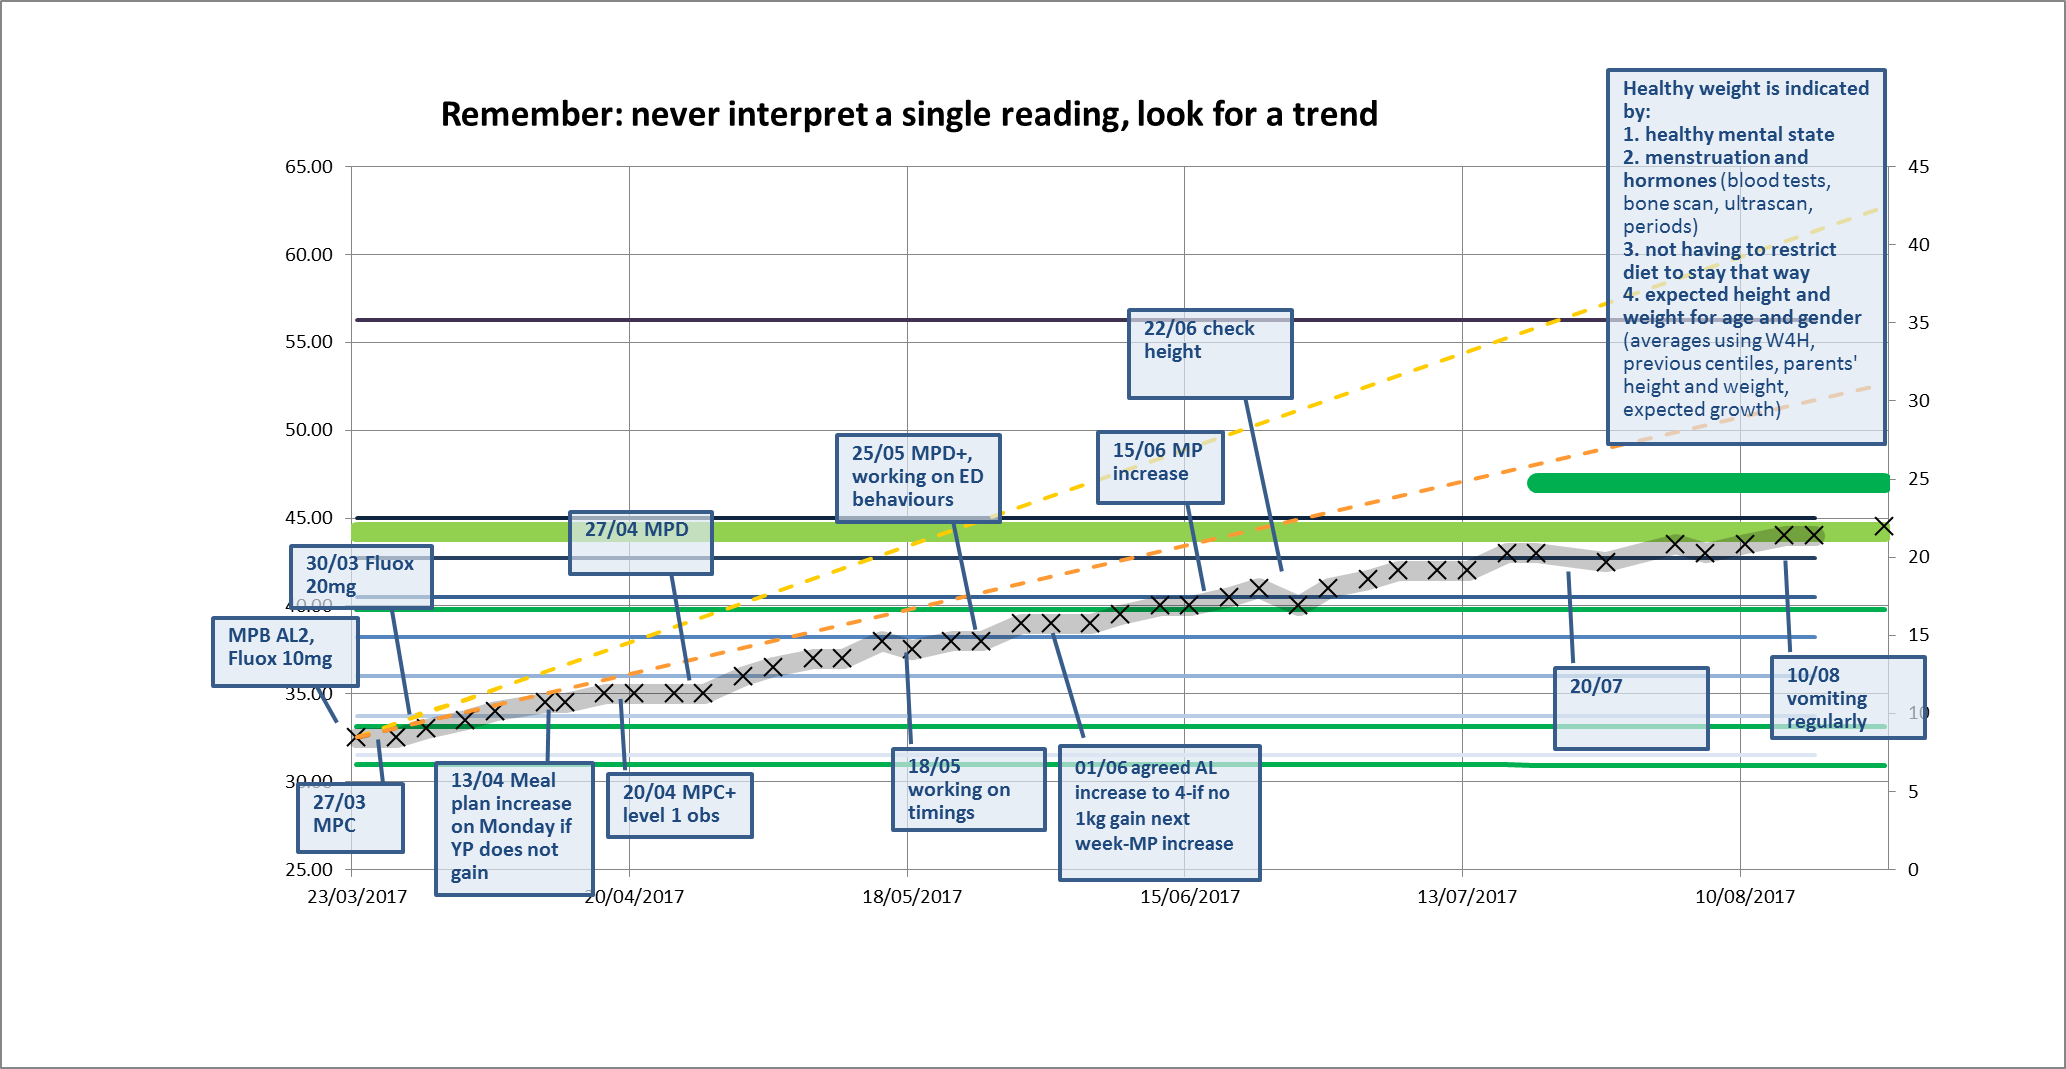 Remember: never interpret a single reading, look for a trend
Healthy weight is indicated
by:
1. healthy mental state
2. menstruation and
hormones (blood tests,
bone scan, ultrascan,
periods)
3. not having to restrict
diet to stay that way
4. expected height and
weight for age and gender
(averages using W4H,
previous centiles, parents'
height and weight,
expected growth)
65.00
60.00
55.00
50.00
45.00
40.00
35.00
30.00
25.00
45
40
35
30
25
20
15
10
5
0
22/06 check
height
15/06 MP
increase
25/05 MPD+,
working on ED
behaviours
27/04 MPD
30/03 Fluox
20mg
MPB AL2,
Fluox 10mg
27/03
MPC
13/04 Meal
plan increase
on Monday if
YP does not
gain
20/04 MPC+
level 1 obs
18/05
working on
timings
01/06 agreed AL
increase to 4-if no
1kg gain next
week-MP increase
20/07
10/08
vomiting
regularly
23/03/2017
20/04/2017
18/05/2017
15/06/2017
13/07/2017
10/08/2017